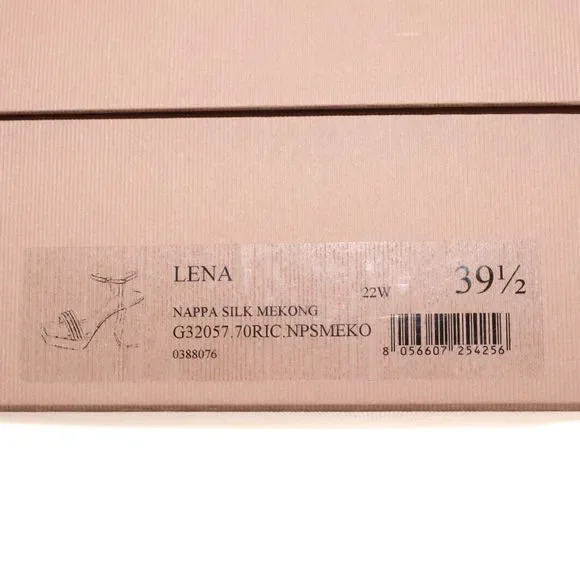 LENA
22W
39½
NAPPA SILK MEKONG
G32057.70RIC.NPSMEKO
0388076
8 056607 254256